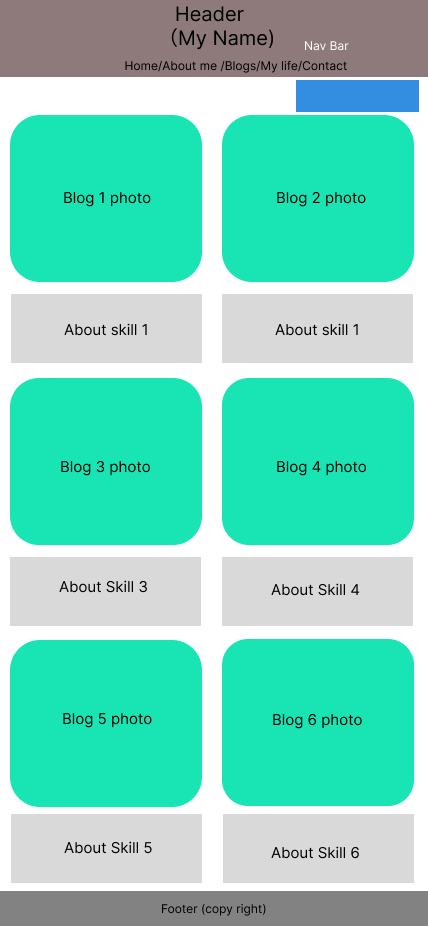 Header
(My Name)
Nav Bar
Home/About me /Blogs/My life/Contact
Blog 1 photo
Blog 2 photo
About skill 1
About skill 1
Blog 3 photo
Blog 4 photo
About Skill 3
About Skill 4
Blog 5 photo
Blog 6 photo
About Skill 5
About Skill 6
Footer (copy right)